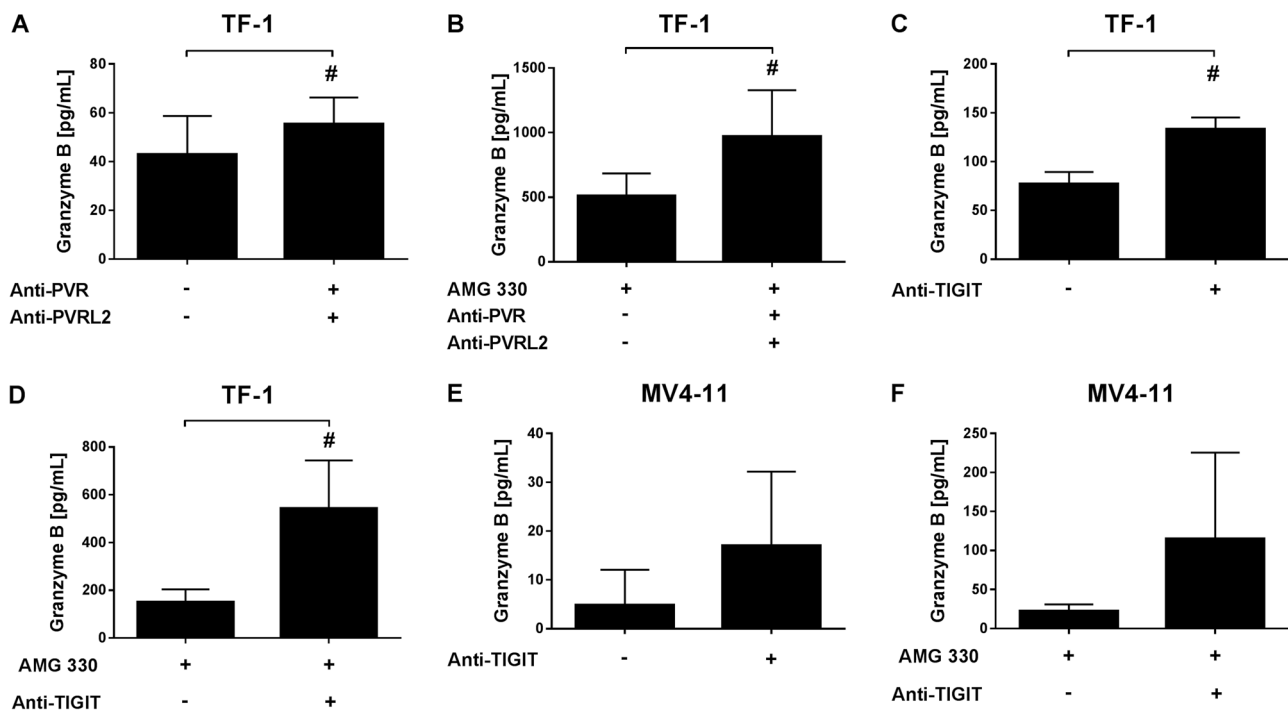 A
TF-1
#
Granzyme B [pg/mL]
80
60
40
20
0
Anti-PVR - +
Anti-PVRL2 - +
B
TF-1
#
Granzyme B [pg/mL]
1500
1000
500
0
AMG 330 + +
Anti-PVR - +
Anti-PVRL2 - +
C
TF-1
#
Granzyme B [pg/mL]
200
150
100
50
0
Anti-TIGIT - +
D
TF-1
#
Granzyme B [pg/mL]
800
600
400
200
0
AMG 330 + +
Anti-TIGIT - +
E
MV4-11
Granzyme B [pg/mL]
40
30
20
10
0
Anti-TIGIT - +
F
MV4-11
Granzyme B [pg/mL]
250
200
150
100
50
0
AMG 330 + +
Anti-TIGIT - +